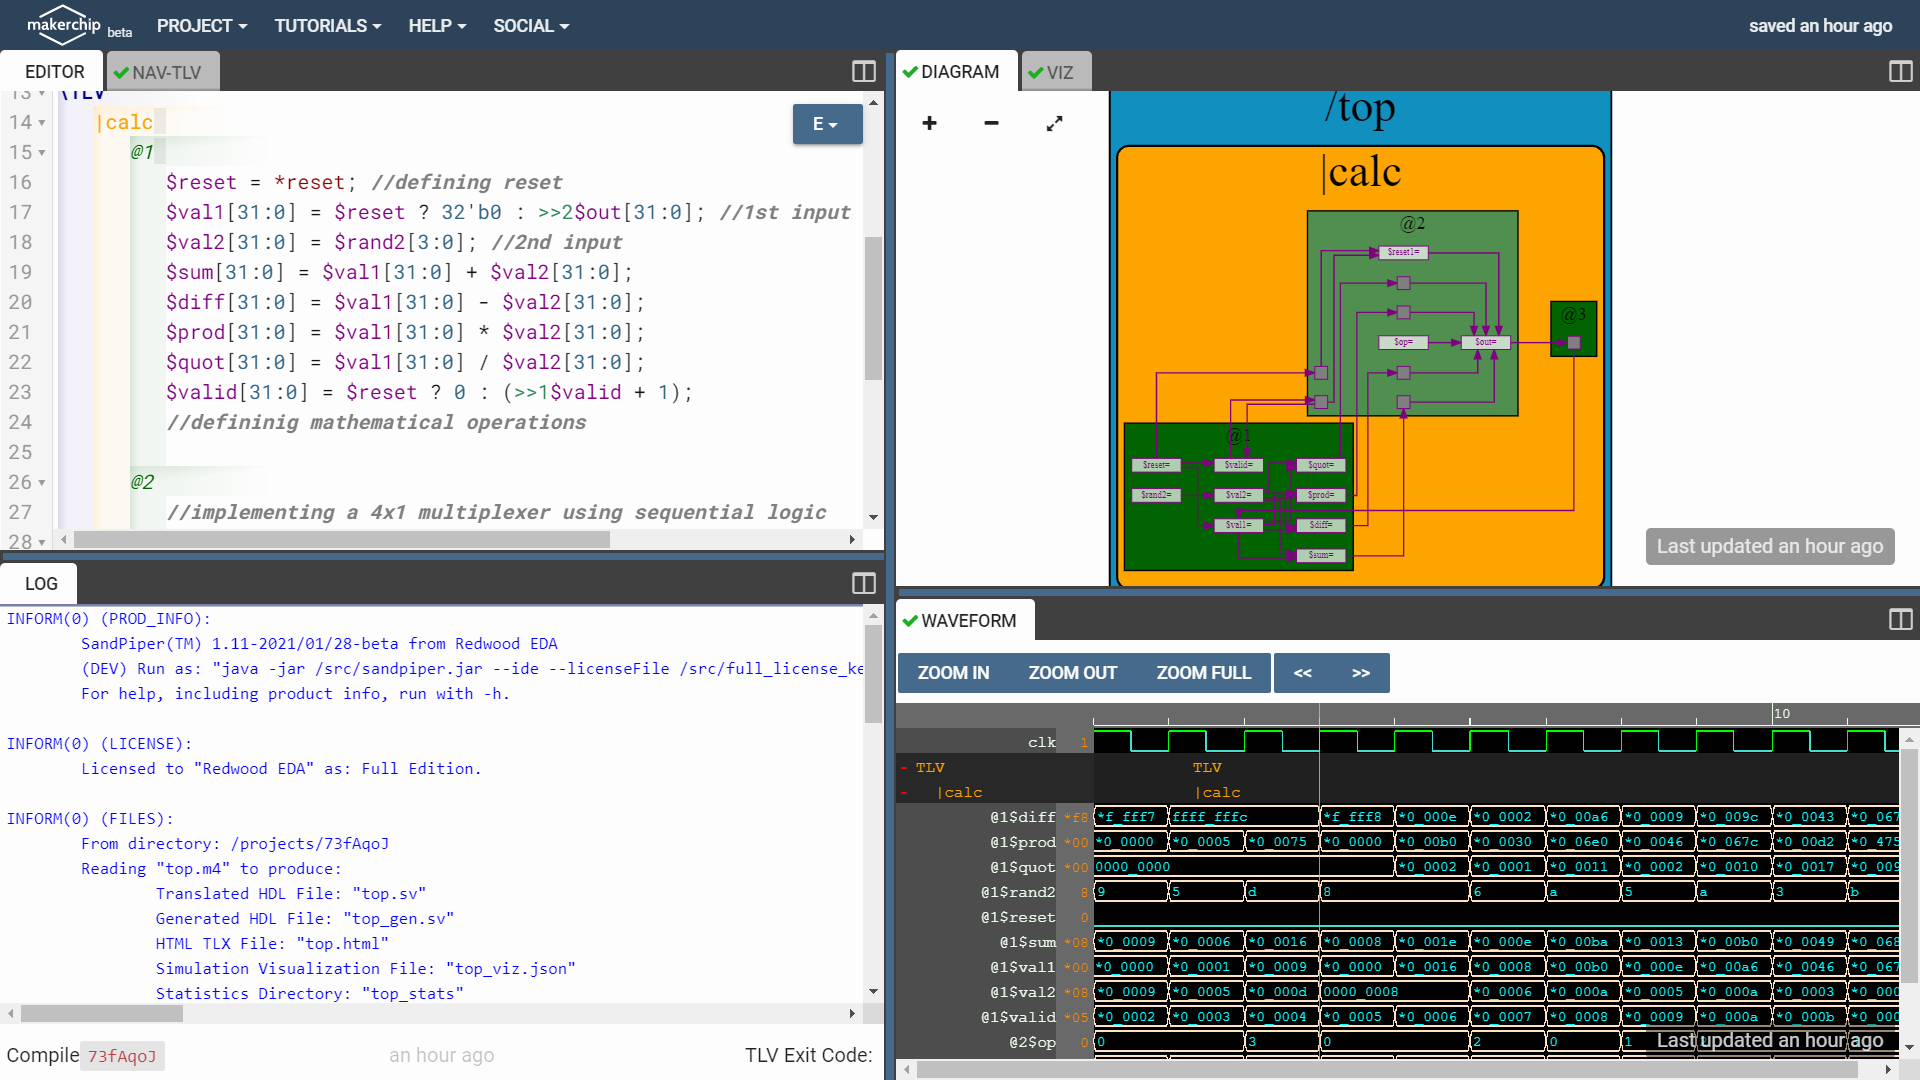 makerchip beta PROJECT TUTORIALS HELP SOCIAL saved an hour ago
EDITOR NAV-TLV
13 \TLV
14 |calc
E
15 @1
16 $reset = *reset; //defining reset
17 $val1[31:0] = $reset ? 32'b0 : >>2$out[31:0]; //1st input
18 $val2[31:0] = $rand2[3:0]; //2nd input
19 $sum[31:0] = $val1[31:0] + $val2[31:0];
20 $diff[31:0] = $val1[31:0] - $val2[31:0];
21 $prod[31:0] = $val1[31:0] * $val2[31:0];
22 $quot[31:0] = $val1[31:0] / $val2[31:0];
23 $valid[31:0] = $reset ? 0 : (>>1$valid + 1);
24 //defininig mathematical operations
25
26 @2
27 //implementing a 4x1 multiplexer using sequential logic
28
LOG
INFORM(0) (PROD_INFO):
SandPiper(TM) 1.11-2021/01/28-beta from Redwood EDA
(DEV) Run as: "java -jar /src/sandpiper.jar --ide --licenseFile /src/full_license_ke
For help, including product info, run with -h.
INFORM(0) (LICENSE):
Licensed to "Redwood EDA" as: Full Edition.
INFORM(0) (FILES):
From directory: /projects/73fAqoJ
Reading "top.m4" to produce:
Translated HDL File: "top.sv"
Generated HDL File: "top_gen.sv"
HTML TLX File: "top.html"
Simulation Visualization File: "top_viz.json"
Statistics Directory: "top_stats"
Compile 73fAqoJ an hour ago TLV Exit Code:
DIAGRAM VIZ
/top
|calc
@2
$reset1=
@3
$op= $out=
@1
$reset= $valid= $quot=
$rand2= $val2= $prod=
$val1= $diff=
$sum=
Last updated an hour ago
WAVEFORM
ZOOM IN ZOOM OUT ZOOM FULL << >>
10
clk 1
- TLV TLV
- |calc |calc
@1$diff *f8 *f_fff7 ffff_fffc *f_fff8 *0_000e *0_0002 *0_00a6 *0_0009 *0_009c *0_0043 *0_067
@1$prod *00 *0_0000 *0_0005 *0_0075 *0_0000 *0_00b0 *0_0030 *0_06e0 *0_0046 *0_067c *0_00d2 *0_475
@1$quot *00 0000_0000 *0_0002 *0_0001 *0_0011 *0_0002 *0_0010 *0_0017 *0_009
@1$rand2 8 9 5 d 8 6 a 5 a 3 b
@1$reset 0
@1$sum *08 *0_0009 *0_0006 *0_0016 *0_0008 *0_001e *0_000e *0_00ba *0_0013 *0_00b0 *0_0049 *0_068
@1$val1 *00 *0_0000 *0_0001 *0_0009 *0_0000 *0_0016 *0_0008 *0_00b0 *0_000e *0_00a6 *0_0046 *0_067
@1$val2 *08 *0_0009 *0_0005 *0_000d 0000_0008 *0_0006 *0_000a *0_0005 *0_000a *0_0003 *0_000
@1$valid *05 *0_0002 *0_0003 *0_0004 *0_0005 *0_0006 *0_0007 *0_0008 *0_0009 *0_000a *0_000b *0_000
@2$op 0 0 3 0 2 0 1
Last updated an hour ago